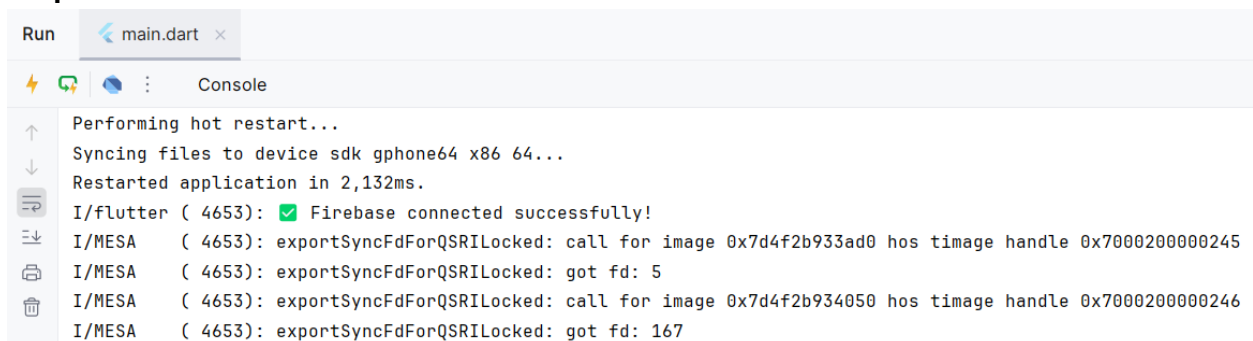 Run main.dart ×
Console
Performing hot restart...
Syncing files to device sdk gphone64 x86 64...
Restarted application in 2,132ms.
I/flutter ( 4653): ✅ Firebase connected successfully!
I/MESA    ( 4653): exportSyncFdForQSRILocked: call for image 0x7d4f2b933ad0 hos timage handle 0x7000200000245
I/MESA    ( 4653): exportSyncFdForQSRILocked: got fd: 5
I/MESA    ( 4653): exportSyncFdForQSRILocked: call for image 0x7d4f2b934050 hos timage handle 0x7000200000246
I/MESA    ( 4653): exportSyncFdForQSRILocked: got fd: 167